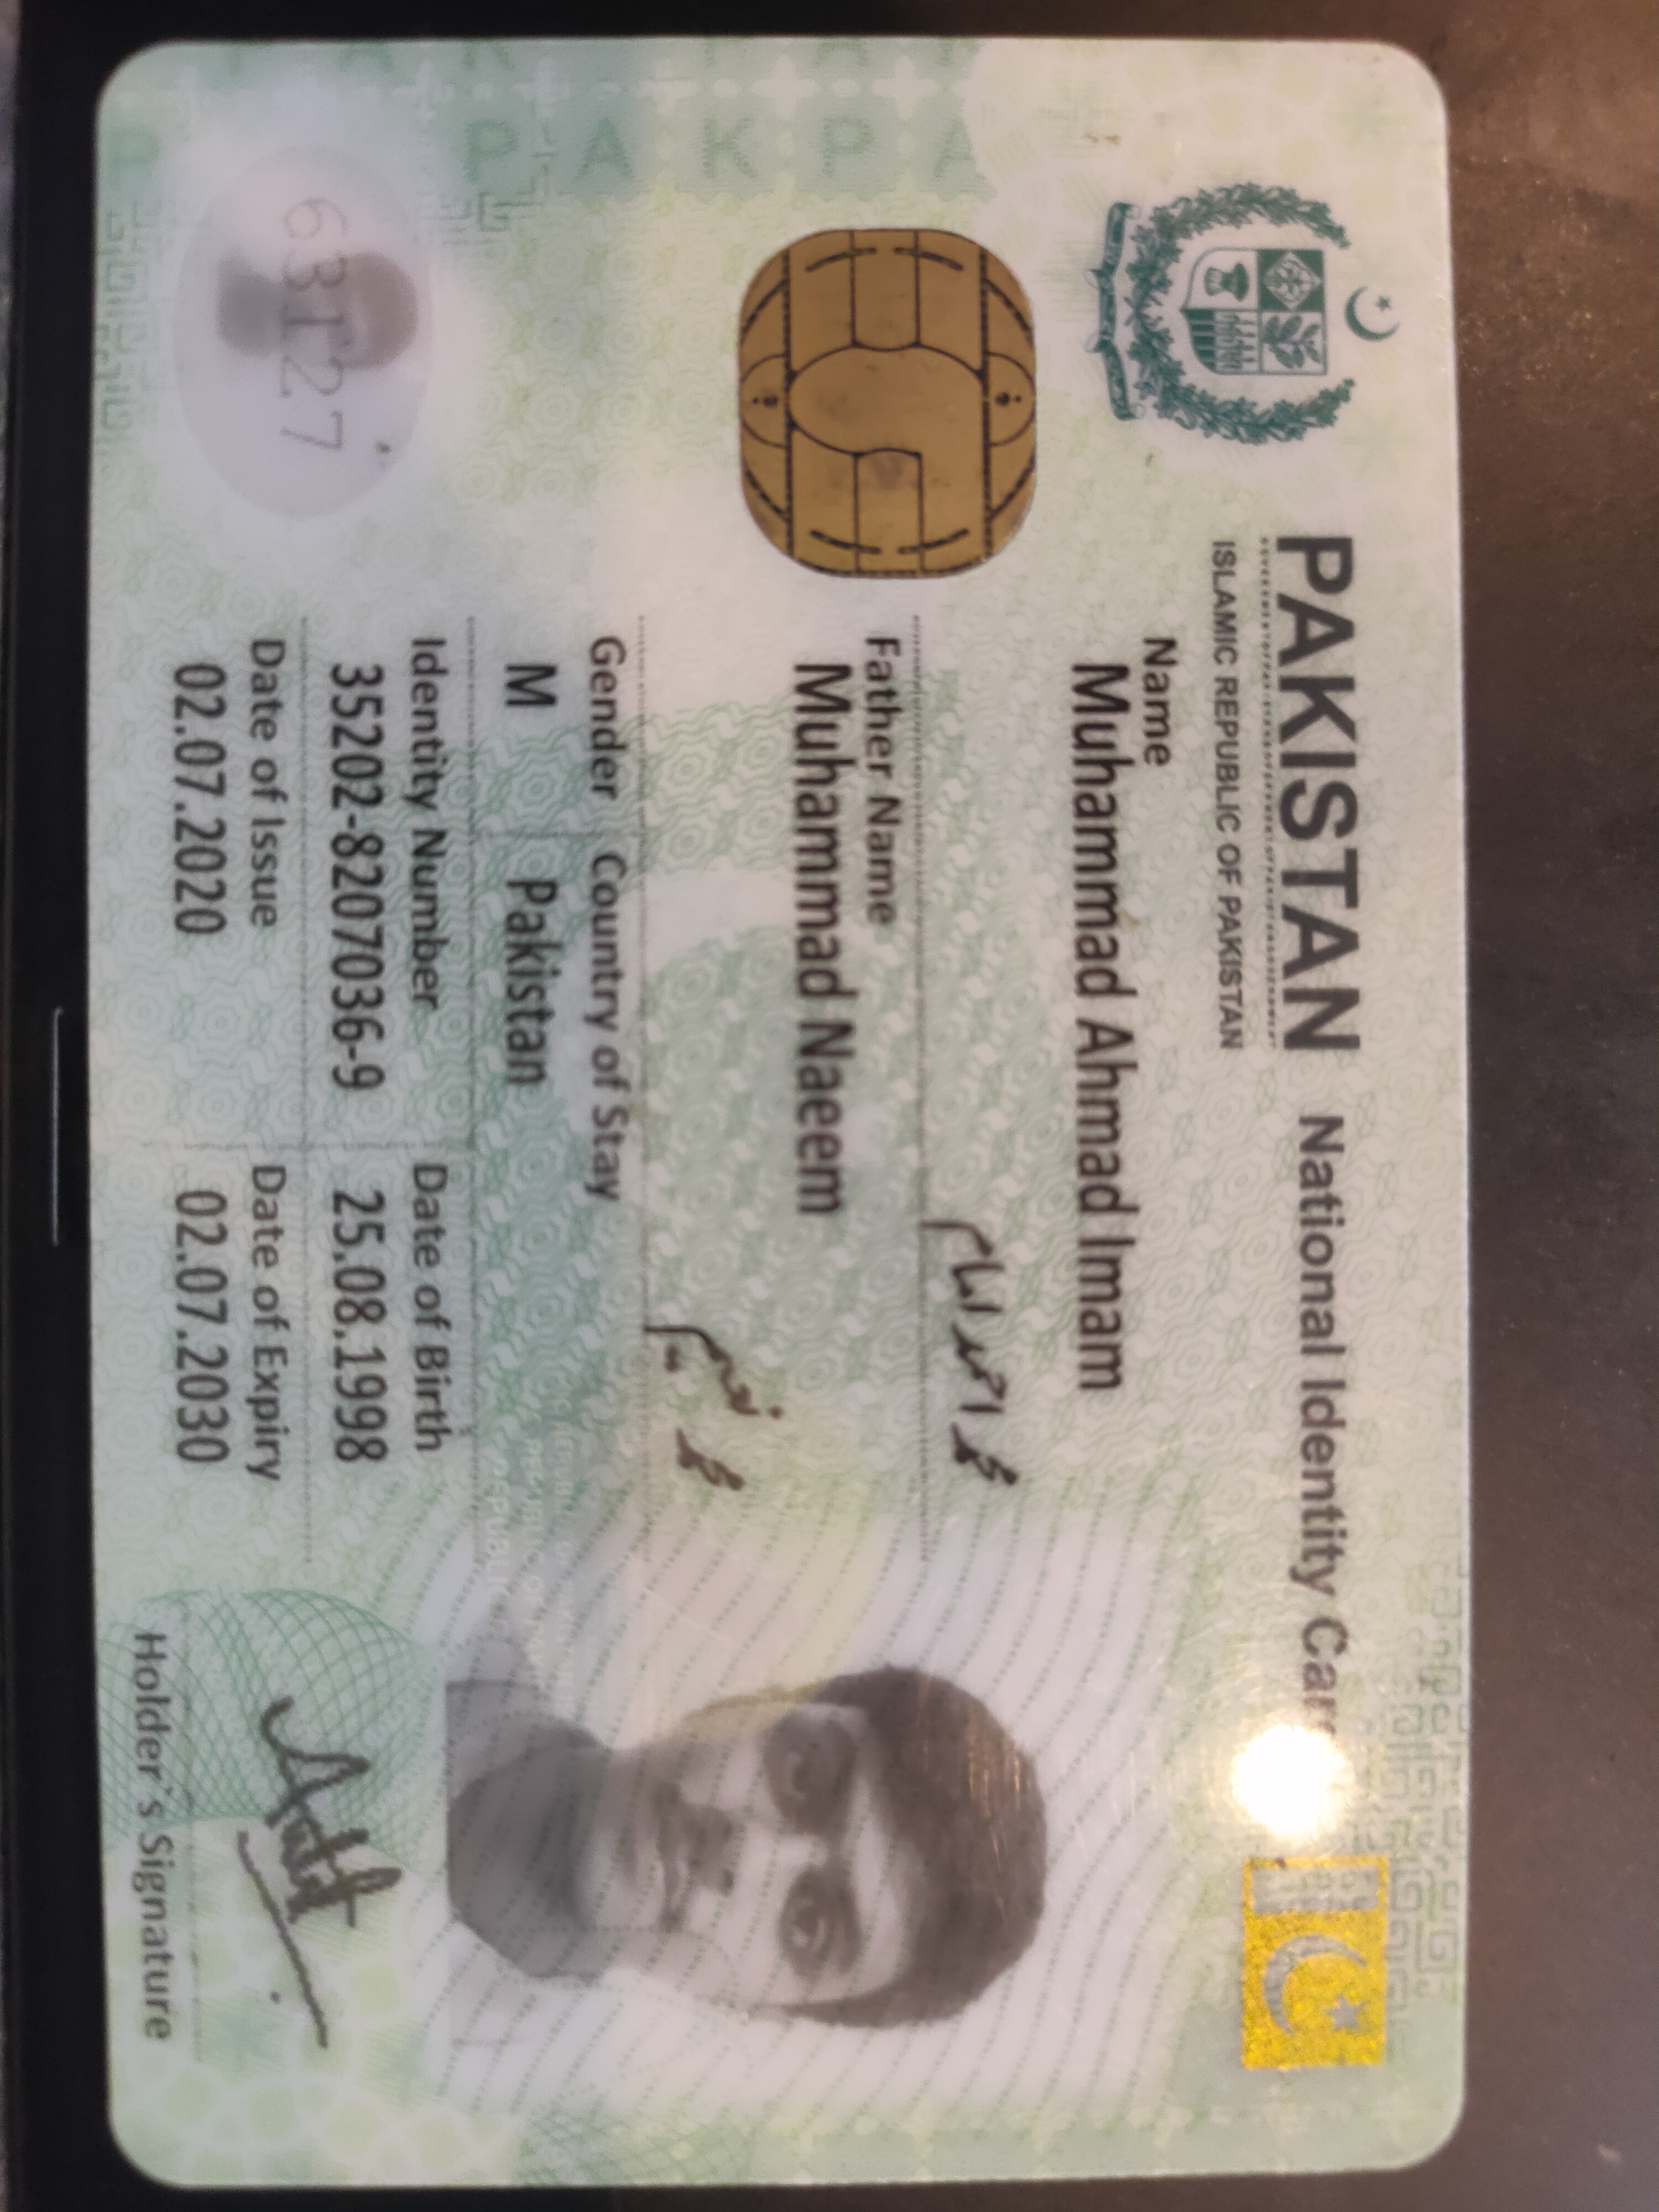 PAKISTAN National Identity Card
ISLAMIC REPUBLIC OF PAKISTAN
Name
Muhammad Ahmad Imam
محمد احمد امام
Father Name
Muhammad Naeem
محمد نعیم
Gender Country of Stay
M Pakistan
Identity Number Date of Birth
35202-8207036-9 25.08.1998
Date of Issue Date of Expiry
02.07.2020 02.07.2030
63127
Holder`s Signature